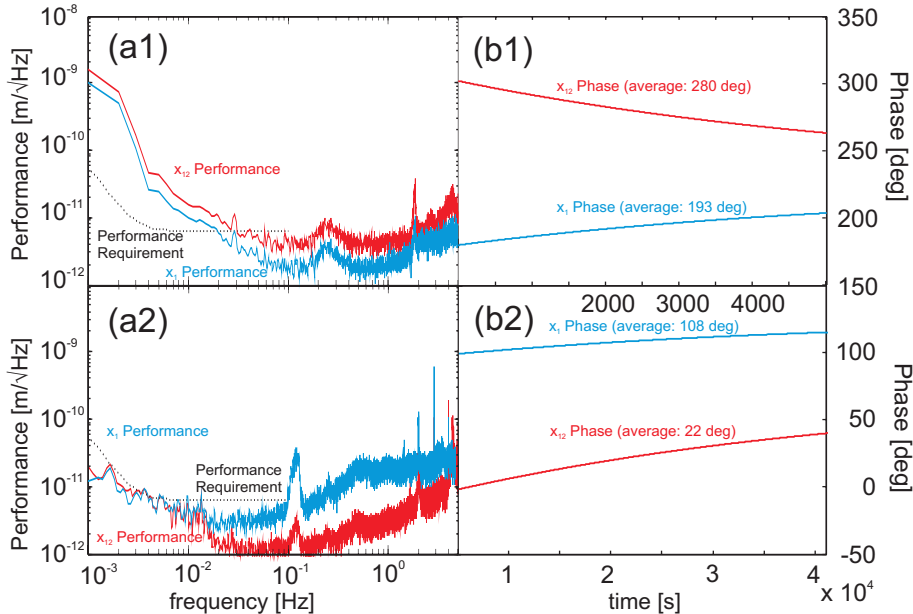 (a1)
10⁻⁸
10⁻⁹
10⁻¹⁰
10⁻¹¹
10⁻¹²
Performance [m/√Hz]
x₁₂ Performance
Performance
Requirement
x₁ Performance
(b1)
350
300
250
200
150
Phase [deg]
x₁₂ Phase (average: 280 deg)
x₁ Phase (average: 193 deg)
2000 3000 4000
(a2)
10⁻⁹
10⁻¹⁰
10⁻¹¹
10⁻¹²
Performance [m/√Hz]
x₁ Performance
Performance
Requirement
x₁₂ Performance
10⁻³ 10⁻² 10⁻¹ 10⁰
frequency [Hz]
(b2)
100
50
0
-50
Phase [deg]
x₁ Phase (average: 108 deg)
x₁₂ Phase (average: 22 deg)
1 2 3 4
time [s]
x 10⁴